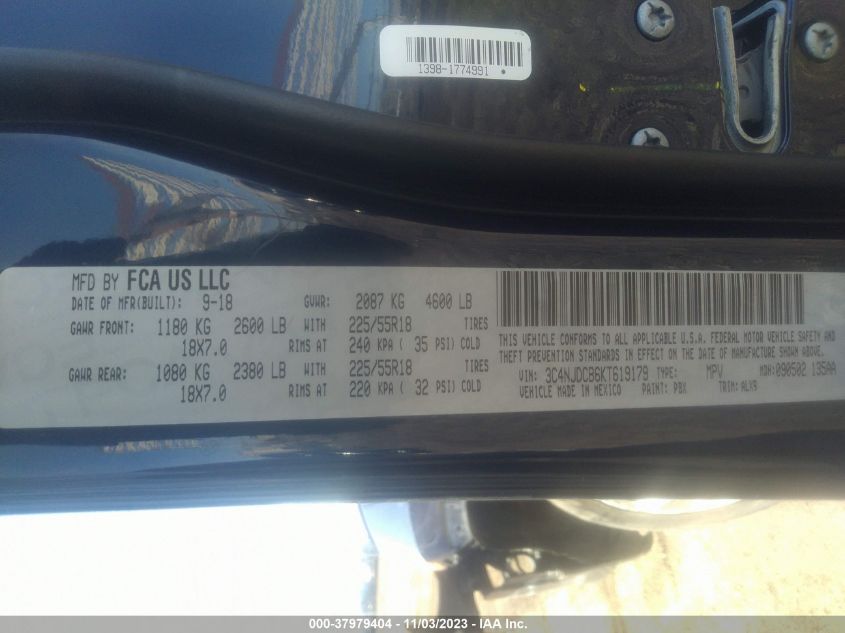 1398-1774991
MFD BY FCA US LLC
DATE OF MFR(BUILT): 9-18 GVWR: 2087 KG 4600 LB
GAWR FRONT: 1180 KG 2600 LB WITH 225/55R18 TIRES
18X7.0 RIMS AT 240 KPA ( 35 PSI) COLD
GAWR REAR: 1080 KG 2380 LB WITH 225/55R18 TIRES
18X7.0 RIMS AT 220 KPA ( 32 PSI) COLD
THIS VEHICLE CONFORMS TO ALL APPLICABLE U.S.A. FEDERAL MOTOR VEHICLE SAFETY AND
THEFT PREVENTION STANDARDS IN EFFECT ON THE DATE OF MANUFACTURE SHOWN ABOVE.
VIN: 3C4NJDCB6KT619179 TYPE: MPV MDH: 090502 135AA
VEHICLE MADE IN MEXICO PAINT: PBX TRIM: ALX9
000-37979404 - 11/03/2023 - IAA Inc.